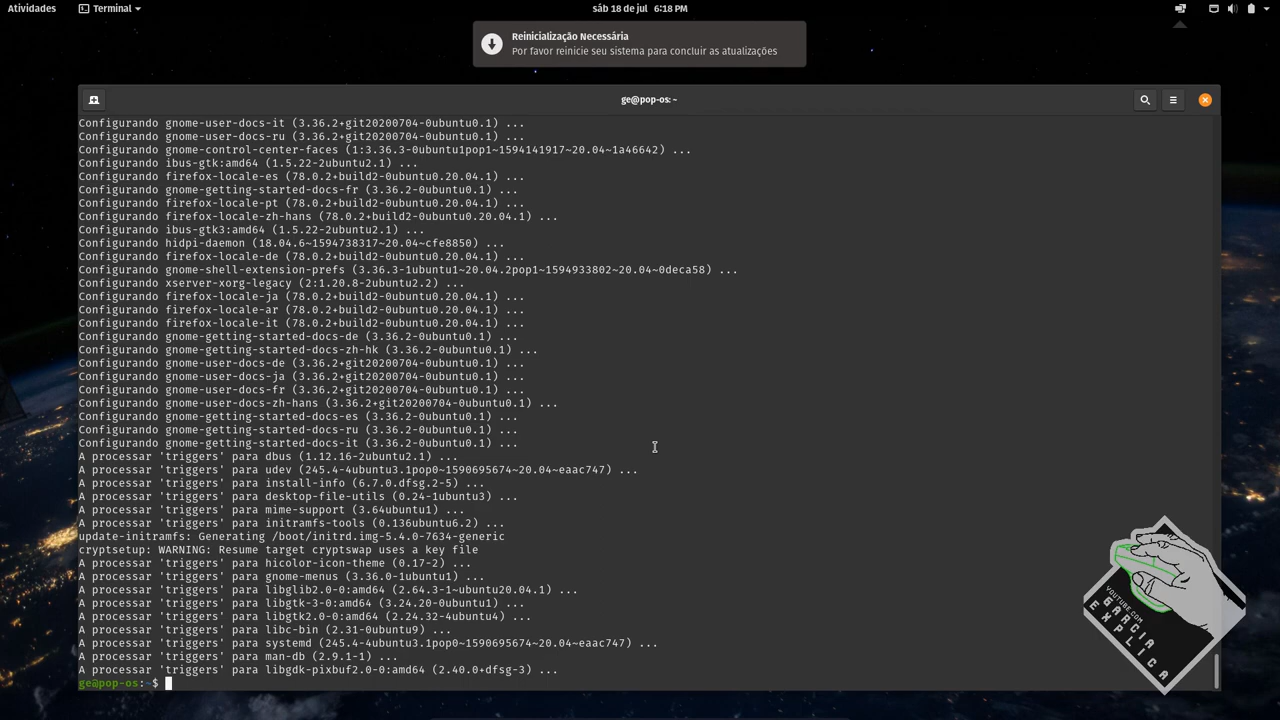 Atividades
Terminal
sáb 18 de jul 6:18 PM
Reinicialização Necessária
Por favor reinicie seu sistema para concluir as atualizações
ge@pop-os: ~
Configurando gnome-user-docs-it (3.36.2+git20200704-0ubuntu0.1) ...
Configurando gnome-user-docs-ru (3.36.2+git20200704-0ubuntu0.1) ...
Configurando gnome-control-center-faces (1:3.36.3-0ubuntu1pop1~1594141917~20.04~1a46642) ...
Configurando ibus-gtk:amd64 (1.5.22-2ubuntu2.1) ...
Configurando firefox-locale-es (78.0.2+build2-0ubuntu0.20.04.1) ...
Configurando gnome-getting-started-docs-fr (3.36.2-0ubuntu0.1) ...
Configurando firefox-locale-pt (78.0.2+build2-0ubuntu0.20.04.1) ...
Configurando firefox-locale-zh-hans (78.0.2+build2-0ubuntu0.20.04.1) ...
Configurando ibus-gtk3:amd64 (1.5.22-2ubuntu2.1) ...
Configurando hidpi-daemon (18.04.6~1594738317~20.04~cfe8850) ...
Configurando firefox-locale-de (78.0.2+build2-0ubuntu0.20.04.1) ...
Configurando gnome-shell-extension-prefs (3.36.3-1ubuntu1~20.04.2pop1~1594933802~20.04~0deca58) ...
Configurando xserver-xorg-legacy (2:1.20.8-2ubuntu2.2) ...
Configurando firefox-locale-ja (78.0.2+build2-0ubuntu0.20.04.1) ...
Configurando firefox-locale-ar (78.0.2+build2-0ubuntu0.20.04.1) ...
Configurando firefox-locale-it (78.0.2+build2-0ubuntu0.20.04.1) ...
Configurando gnome-getting-started-docs-de (3.36.2-0ubuntu0.1) ...
Configurando gnome-getting-started-docs-zh-hk (3.36.2-0ubuntu0.1) ...
Configurando gnome-user-docs-de (3.36.2+git20200704-0ubuntu0.1) ...
Configurando gnome-user-docs-ja (3.36.2+git20200704-0ubuntu0.1) ...
Configurando gnome-user-docs-fr (3.36.2+git20200704-0ubuntu0.1) ...
Configurando gnome-user-docs-zh-hans (3.36.2+git20200704-0ubuntu0.1) ...
Configurando gnome-getting-started-docs-es (3.36.2-0ubuntu0.1) ...
Configurando gnome-getting-started-docs-ru (3.36.2-0ubuntu0.1) ...
Configurando gnome-getting-started-docs-it (3.36.2-0ubuntu0.1) ...
A processar 'triggers' para dbus (1.12.16-2ubuntu2.1) ...
A processar 'triggers' para udev (245.4-4ubuntu3.1pop0~1590695674~20.04~eaac747) ...
A processar 'triggers' para install-info (6.7.0.dfsg.2-5) ...
A processar 'triggers' para desktop-file-utils (0.24-1ubuntu3) ...
A processar 'triggers' para mime-support (3.64ubuntu1) ...
A processar 'triggers' para initramfs-tools (0.136ubuntu6.2) ...
update-initramfs: Generating /boot/initrd.img-5.4.0-7634-generic
cryptsetup: WARNING: Resume target cryptswap uses a key file
A processar 'triggers' para hicolor-icon-theme (0.17-2) ...
A processar 'triggers' para gnome-menus (3.36.0-1ubuntu1) ...
A processar 'triggers' para libglib2.0-0:amd64 (2.64.3-1~ubuntu20.04.1) ...
A processar 'triggers' para libgtk-3-0:amd64 (3.24.20-0ubuntu1) ...
A processar 'triggers' para libgtk2.0-0:amd64 (2.24.32-4ubuntu4) ...
A processar 'triggers' para libc-bin (2.31-0ubuntu9) ...
A processar 'triggers' para systemd (245.4-4ubuntu3.1pop0~1590695674~20.04~eaac747) ...
A processar 'triggers' para man-db (2.9.1-1) ...
A processar 'triggers' para libgdk-pixbuf2.0-0:amd64 (2.40.0+dfsg-3) ...
ge@pop-os:~$
YOUTUBE.COM
GARCIA
EXPLICA